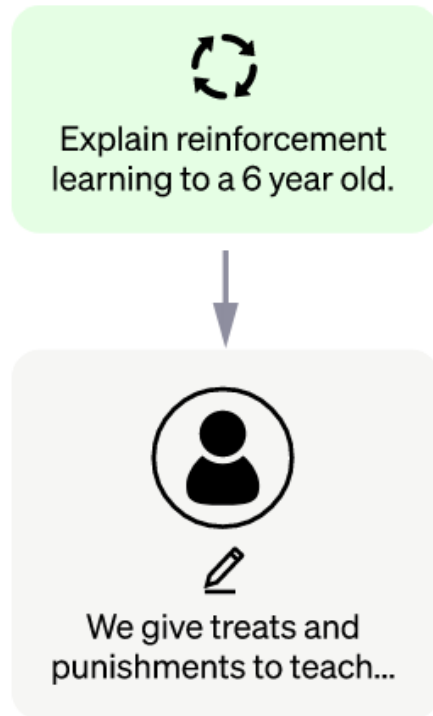 Explain reinforcement
learning to a 6 year old.
We give treats and
punishments to teach...